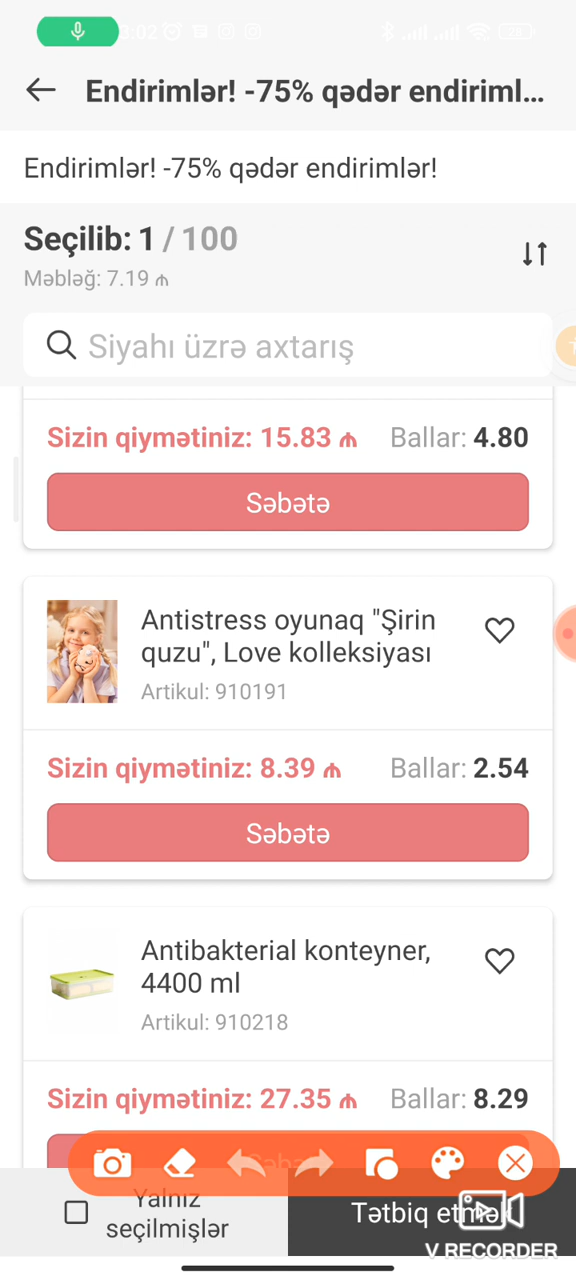 Endirimlər! -75% qədər endiriml...
Endirimlər! -75% qədər endirimlər!
Seçilib: 1 / 100
Məbləğ: 7.19 ₼
Siyahı üzrə axtarış
Sizin qiymətiniz: 15.83 ₼ Ballar: 4.80
Səbətə
Antistress oyunaq "Şirin
quzu", Love kolleksiyası
Artikul: 910191
Sizin qiymətiniz: 8.39 ₼ Ballar: 2.54
Səbətə
Antibakterial konteyner,
4400 ml
Artikul: 910218
Sizin qiymətiniz: 27.35 ₼ Ballar: 8.29
Yalnız
seçilmişlər
Tətbiq etmək
V RECORDER